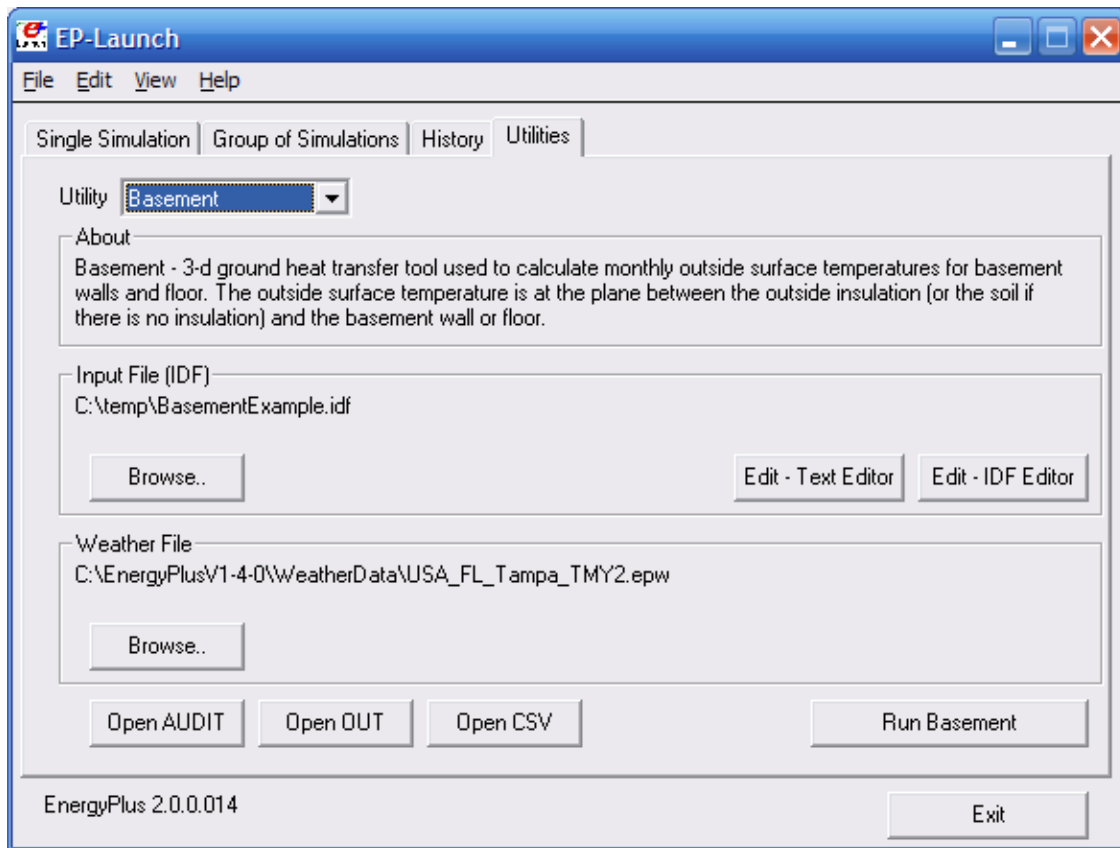 EP-Launch
File Edit View Help
Single Simulation Group of Simulations History Utilities
Utility Basement
About
Basement - 3-d ground heat transfer tool used to calculate monthly outside surface temperatures for basement
walls and floor. The outside surface temperature is at the plane between the outside insulation (or the soil if
there is no insulation) and the basement wall or floor.
Input File (IDF)
C:\temp\BasementExample.idf
Browse.. Edit - Text Editor Edit - IDF Editor
Weather File
C:\EnergyPlusV1-4-0\WeatherData\USA_FL_Tampa_TMY2.epw
Browse..
Open AUDIT Open OUT Open CSV Run Basement
EnergyPlus 2.0.0.014 Exit